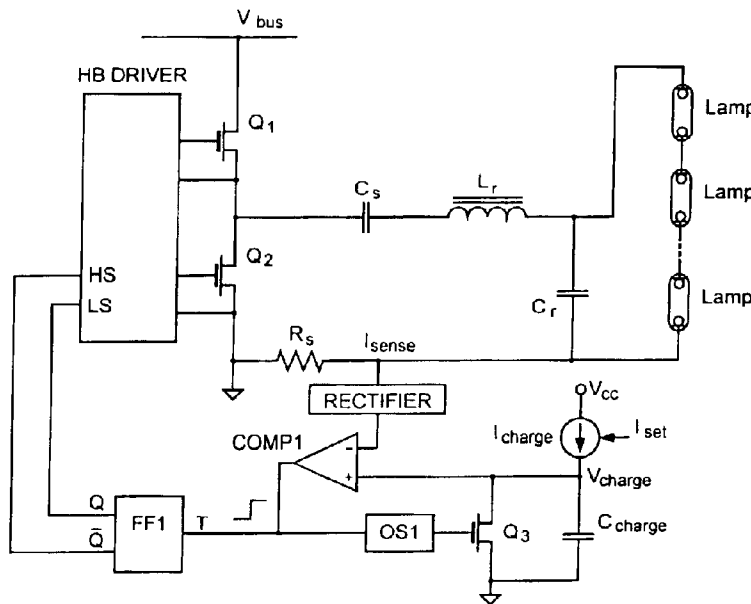 V bus
HB DRIVER
Q1
Lamp
Cs
Lr
Lamp
Q2
HS
LS
Cr
Lamp
Rs
Isense
RECTIFIER
Vcc
Icharge
Iset
COMP1
-
+
Vcharge
Q
FF1
T
OS1
Q3
Ccharge
Q̅